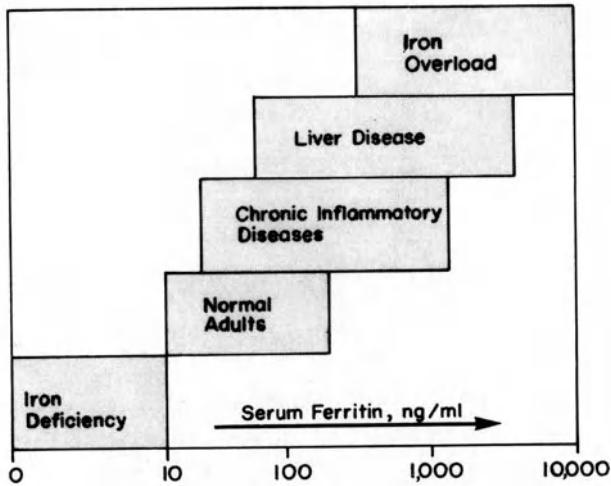 Iron
Overload
Liver Disease
Chronic Inflammatory
Diseases
Normal
Adults
Iron
Deficiency
Serum Ferritin, ng/ml
0 10 100 1,000 10,000